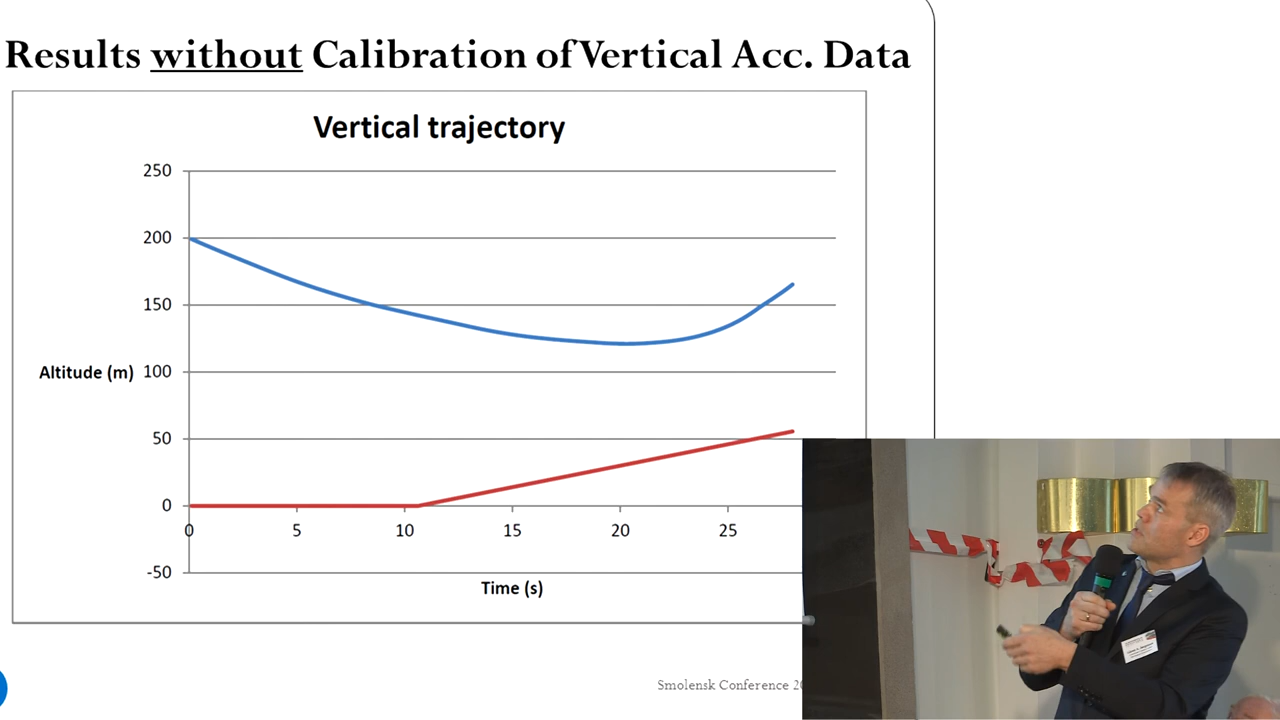 Results without Calibration of Vertical Acc. Data
Vertical trajectory
250
200
150
Altitude (m) 100
50
0
0 5 10 15 20 25
-50
Time (s)
Smolensk Conference